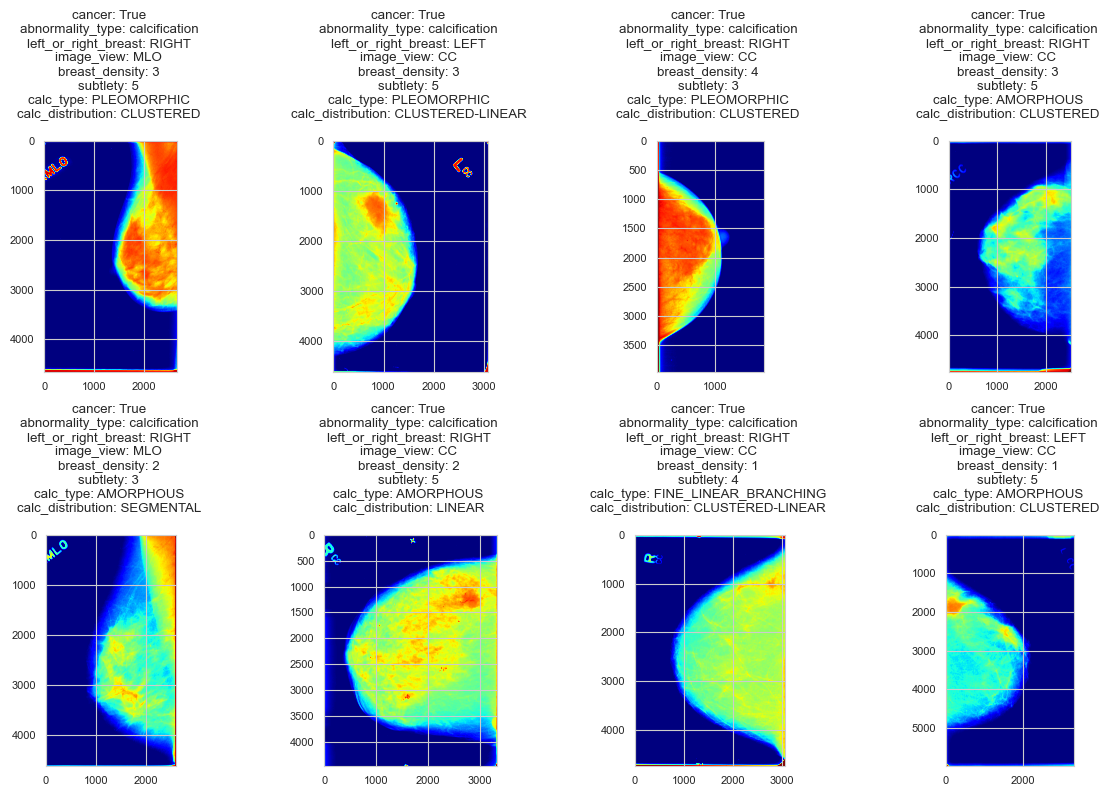 cancer: True
abnormality_type: calcification
left_or_right_breast: RIGHT
image_view: MLO
breast_density: 3
subtlety: 5
calc_type: PLEOMORPHIC
calc_distribution: CLUSTERED
0
1000
2000
3000
4000
MLO
0
1000
2000
cancer: True
abnormality_type: calcification
left_or_right_breast: LEFT
image_view: CC
breast_density: 3
subtlety: 5
calc_type: PLEOMORPHIC
calc_distribution: CLUSTERED-LINEAR
0
1000
2000
3000
4000
0
1000
2000
3000
cancer: True
abnormality_type: calcification
left_or_right_breast: RIGHT
image_view: CC
breast_density: 4
subtlety: 3
calc_type: PLEOMORPHIC
calc_distribution: CLUSTERED
0
500
1000
1500
2000
2500
3000
3500
0
1000
cancer: True
abnormality_type: calcification
left_or_right_breast: RIGHT
image_view: CC
breast_density: 3
subtlety: 5
calc_type: AMORPHOUS
calc_distribution: CLUSTERED
0
1000
2000
3000
4000
RCC
0
1000
2000
cancer: True
abnormality_type: calcification
left_or_right_breast: RIGHT
image_view: MLO
breast_density: 2
subtlety: 3
calc_type: AMORPHOUS
calc_distribution: SEGMENTAL
0
1000
2000
3000
4000
MLO
0
1000
2000
cancer: True
abnormality_type: calcification
left_or_right_breast: RIGHT
image_view: CC
breast_density: 2
subtlety: 5
calc_type: AMORPHOUS
calc_distribution: LINEAR
0
500
1000
1500
2000
2500
3000
3500
4000
R
0
1000
2000
3000
cancer: True
abnormality_type: calcification
left_or_right_breast: RIGHT
image_view: CC
breast_density: 1
subtlety: 4
calc_type: FINE_LINEAR_BRANCHING
calc_distribution: CLUSTERED-LINEAR
0
1000
2000
3000
4000
R
0
1000
2000
3000
cancer: True
abnormality_type: calcification
left_or_right_breast: LEFT
image_view: CC
breast_density: 1
subtlety: 5
calc_type: AMORPHOUS
calc_distribution: CLUSTERED
0
1000
2000
3000
4000
5000
0
2000